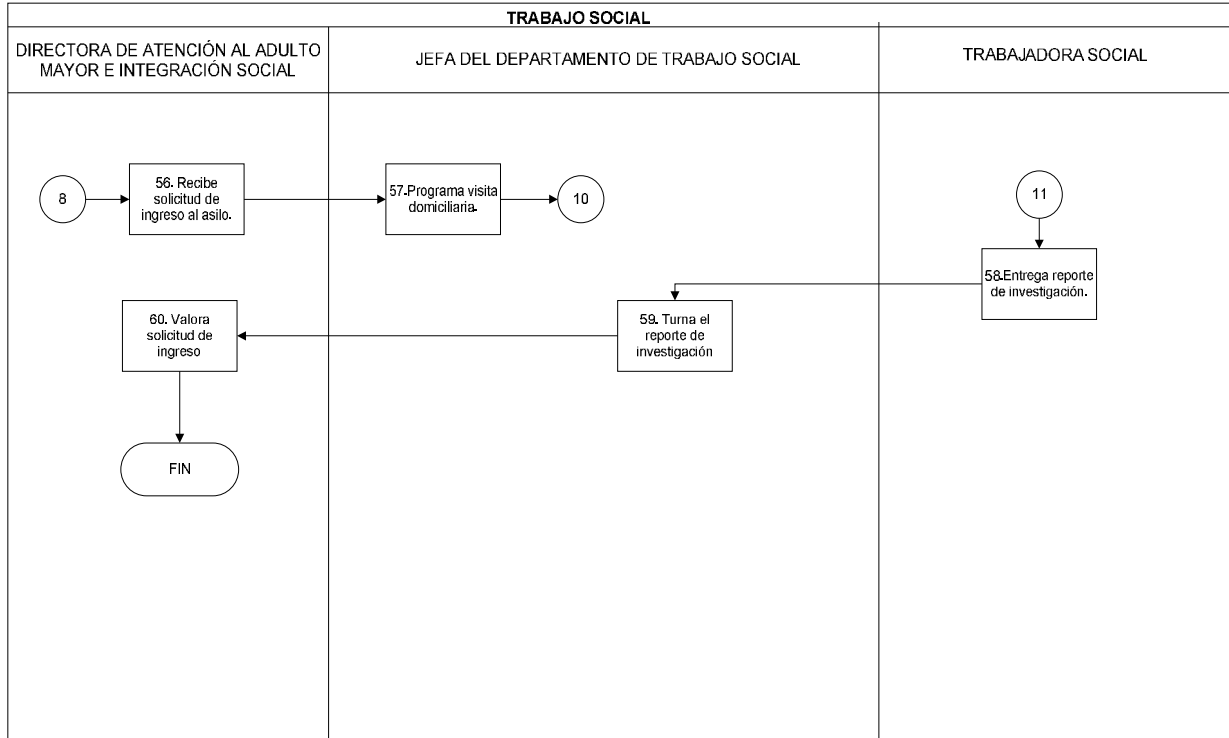 TRABAJO SOCIAL
DIRECTORA DE ATENCIÓN AL ADULTO
MAYOR E INTEGRACIÓN SOCIAL
JEFA DEL DEPARTAMENTO DE TRABAJO SOCIAL
TRABAJADORA SOCIAL
8
56. Recibe
solicitud de
ingreso al asilo.
57.Programa visita
domiciliaria.
10
11
58.Entrega reporte
de investigación.
59. Turna el
reporte de
investigación
60. Valora
solicitud de
ingreso
FIN